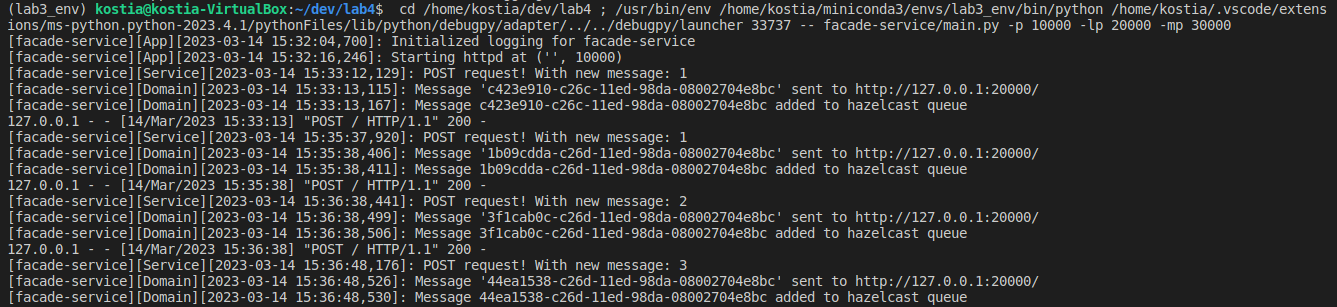 (lab3_env) kostia@kostia-VirtualBox:~/dev/lab4$  cd /home/kostia/dev/lab4 ; /usr/bin/env /home/kostia/miniconda3/envs/lab3_env/bin/python /home/kostia/.vscode/extens
ions/ms-python.python-2023.4.1/pythonFiles/lib/python/debugpy/adapter/../../debugpy/launcher 33737 -- facade-service/main.py -p 10000 -lp 20000 -mp 30000
[facade-service][App][2023-03-14 15:32:04,700]: Initialized logging for facade-service
[facade-service][App][2023-03-14 15:32:16,246]: Starting httpd at ('', 10000)
[facade-service][Service][2023-03-14 15:33:12,129]: POST request! With new message: 1
[facade-service][Domain][2023-03-14 15:33:13,115]: Message 'c423e910-c26c-11ed-98da-08002704e8bc' sent to http://127.0.0.1:20000/
[facade-service][Domain][2023-03-14 15:33:13,167]: Message c423e910-c26c-11ed-98da-08002704e8bc added to hazelcast queue
127.0.0.1 - - [14/Mar/2023 15:33:13] "POST / HTTP/1.1" 200 -
[facade-service][Service][2023-03-14 15:35:37,920]: POST request! With new message: 1
[facade-service][Domain][2023-03-14 15:35:38,406]: Message '1b09cdda-c26d-11ed-98da-08002704e8bc' sent to http://127.0.0.1:20000/
[facade-service][Domain][2023-03-14 15:35:38,411]: Message 1b09cdda-c26d-11ed-98da-08002704e8bc added to hazelcast queue
127.0.0.1 - - [14/Mar/2023 15:35:38] "POST / HTTP/1.1" 200 -
[facade-service][Service][2023-03-14 15:36:38,441]: POST request! With new message: 2
[facade-service][Domain][2023-03-14 15:36:38,499]: Message '3f1cab0c-c26d-11ed-98da-08002704e8bc' sent to http://127.0.0.1:20000/
[facade-service][Domain][2023-03-14 15:36:38,506]: Message 3f1cab0c-c26d-11ed-98da-08002704e8bc added to hazelcast queue
127.0.0.1 - - [14/Mar/2023 15:36:38] "POST / HTTP/1.1" 200 -
[facade-service][Service][2023-03-14 15:36:48,176]: POST request! With new message: 3
[facade-service][Domain][2023-03-14 15:36:48,526]: Message '44ea1538-c26d-11ed-98da-08002704e8bc' sent to http://127.0.0.1:20000/
[facade-service][Domain][2023-03-14 15:36:48,530]: Message 44ea1538-c26d-11ed-98da-08002704e8bc added to hazelcast queue